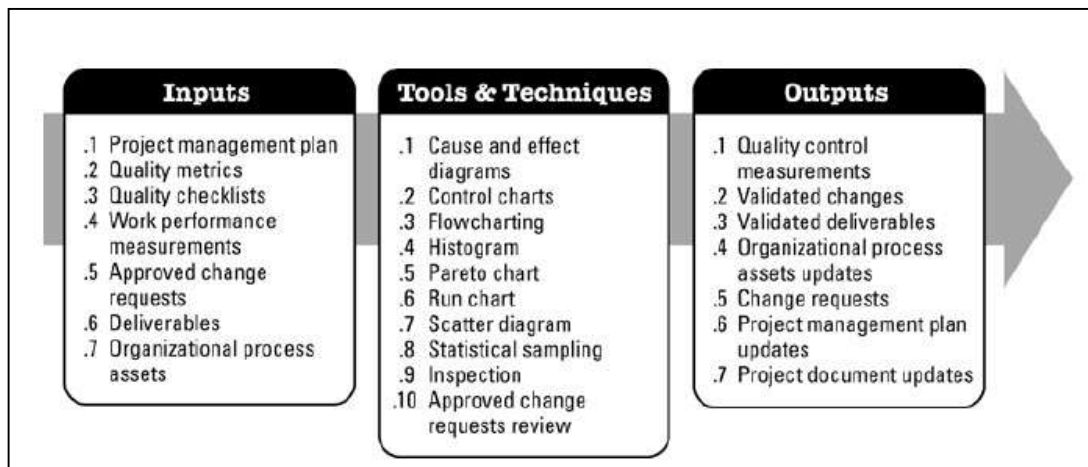 Inputs
.1 Project management plan
.2 Quality metrics
.3 Quality checklists
.4 Work performance
measurements
.5 Approved change
requests
.6 Deliverables
.7 Organizational process
assets
Tools & Techniques
.1 Cause and effect
diagrams
.2 Control charts
.3 Flowcharting
.4 Histogram
.5 Pareto chart
.6 Run chart
.7 Scatter diagram
.8 Statistical sampling
.9 Inspection
.10 Approved change
requests review
Outputs
.1 Quality control
measurements
.2 Validated changes
.3 Validated deliverables
.4 Organizational process
assets updates
.5 Change requests
.6 Project management plan
updates
.7 Project document updates